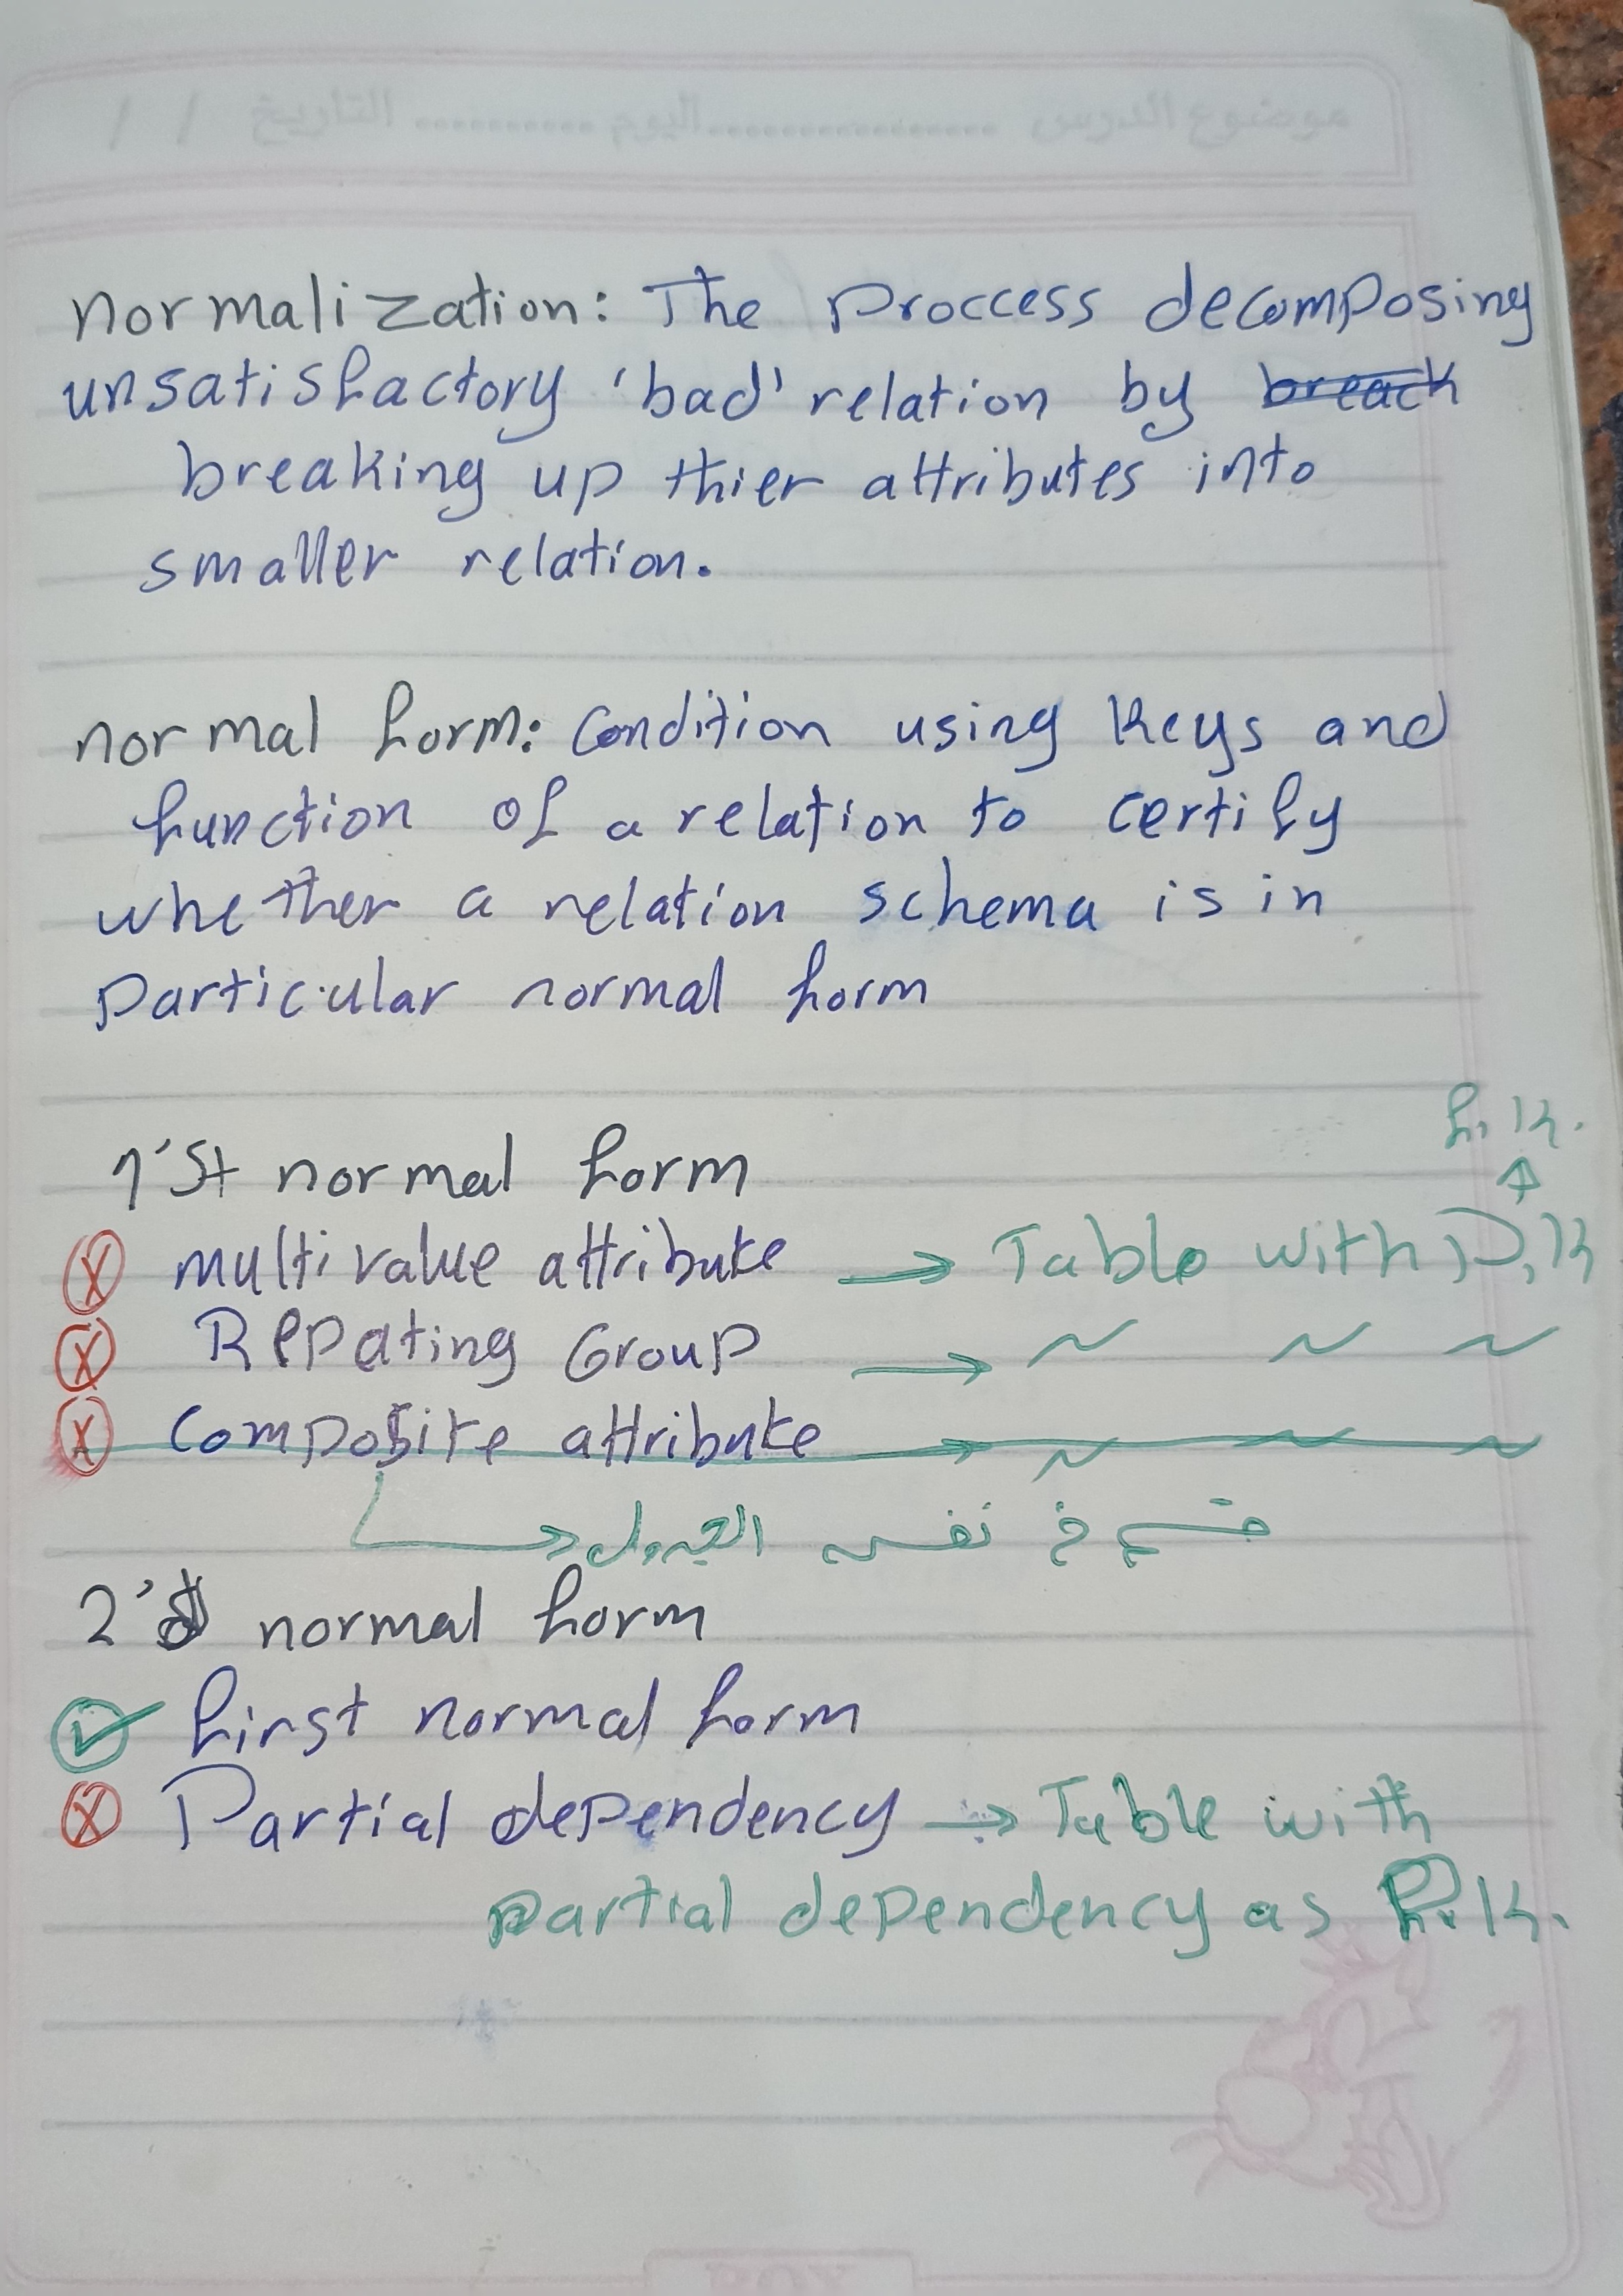 موضوع الدرس ................ اليوم .......... التاريخ / /
normalization: The proccess decomposing
unsatisfactory 'bad' relation by breack
breaking up thier attributes into
smaller relation.
normal form: Condition using Keys and
function of a relation to certify
whether a relation schema is in
particular normal form
f.k.
1'st normal form
multivalue attribute → Table with P.k
Repating Group → ~ ~ ~
Composite attribute → ~ ~ ~
في نفس الجدول
2'd normal form
first normal form
Partial dependency → Table with
partial dependency as P.K.